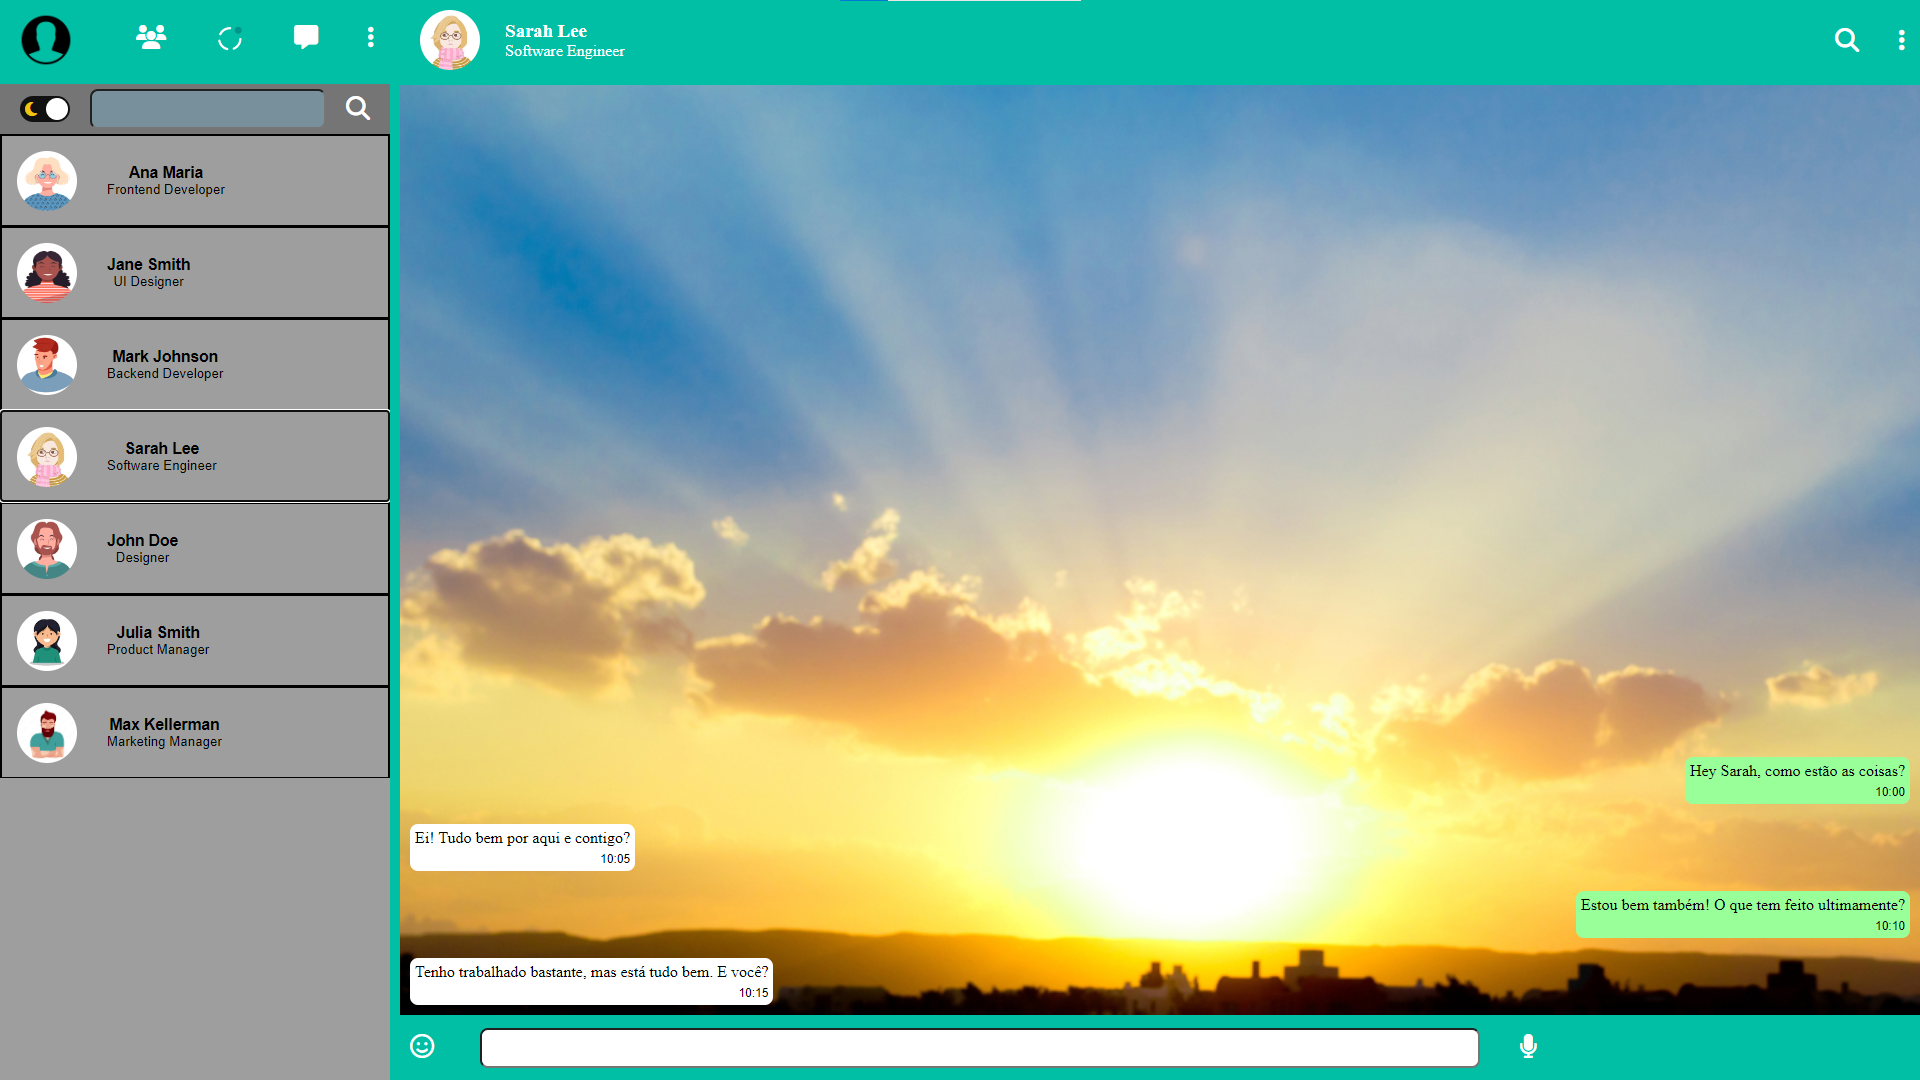 Sarah Lee
Software Engineer
Ana Maria
Frontend Developer
Jane Smith
UI Designer
Mark Johnson
Backend Developer
Sarah Lee
Software Engineer
John Doe
Designer
Julia Smith
Product Manager
Max Kellerman
Marketing Manager
Hey Sarah, como estão as coisas?
10:00
Ei! Tudo bem por aqui e contigo?
10:05
Estou bem também! O que tem feito ultimamente?
10:10
Tenho trabalhado bastante, mas está tudo bem. E você?
10:15